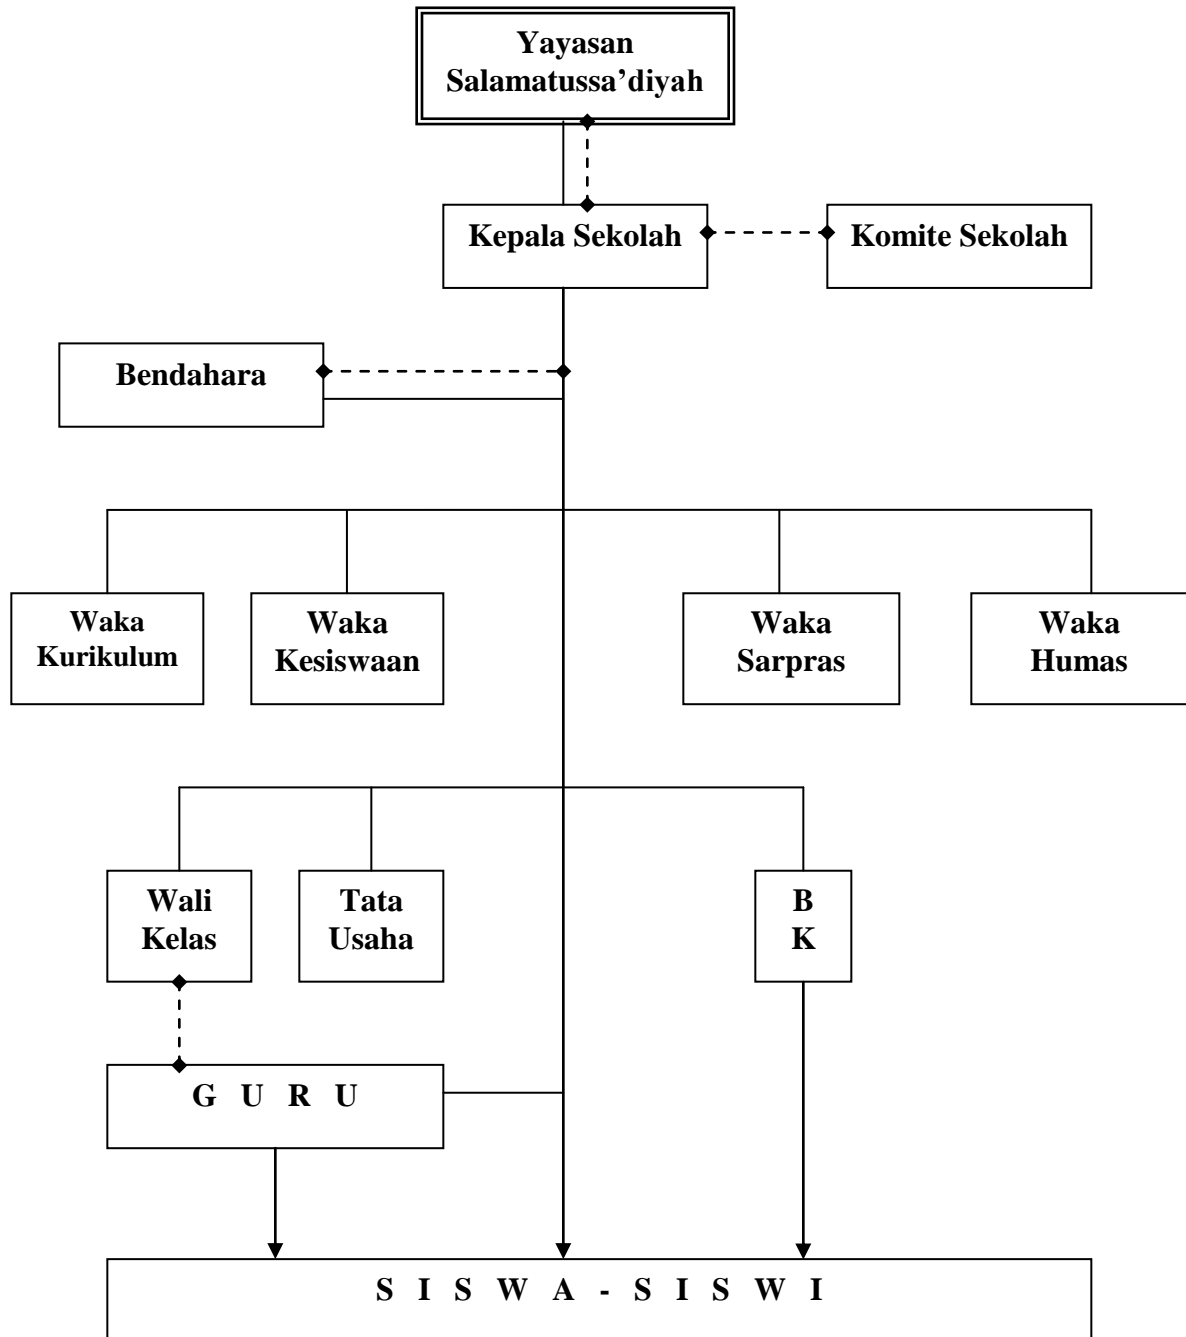 Yayasan
Salamatussa’diyah
Kepala Sekolah
Komite Sekolah
Bendahara
Waka
Kurikulum
Waka
Kesiswaan
Waka
Sarpras
Waka
Humas
Wali
Kelas
Tata
Usaha
B
K
G U R U
S I S W A - S I S W I